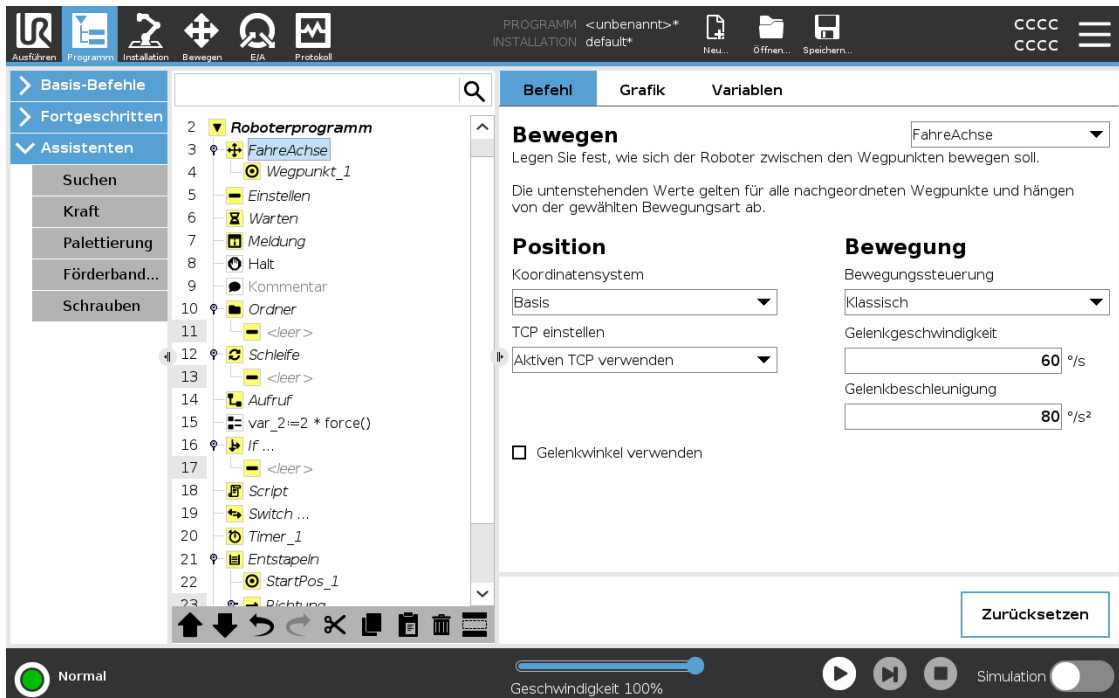 PROGRAMM <unbenannt>*
INSTALLATION default*
CCCC
CCCC
Ausführen
Programm
Installation
Bewegen
E/A
Protokoll
Neu...
Öffnen...
Speichern...
Basis-Befehle
Fortgeschritten
Assistenten
Suchen
Kraft
Palettierung
Förderband...
Schrauben
2 Roboterprogramm
3 FahreAchse
4 Wegpunkt_1
5 Einstellen
6 Warten
7 Meldung
8 Halt
9 Kommentar
10 Ordner
11 <leer>
12 Schleife
13 <leer>
14 Aufruf
15 var_2:=2 * force()
16 If ...
17 <leer>
18 Script
19 Switch ...
20 Timer_1
21 Entstapeln
22 StartPos_1
23 Richtung
Befehl
Grafik
Variablen
Bewegen
FahreAchse
Legen Sie fest, wie sich der Roboter zwischen den Wegpunkten bewegen soll.
Die untenstehenden Werte gelten für alle nachgeordneten Wegpunkte und hängen
von der gewählten Bewegungsart ab.
Position
Koordinatensystem
Basis
TCP einstellen
Aktiven TCP verwenden
Bewegung
Bewegungssteuerung
Klassisch
Gelenkgeschwindigkeit
60 °/s
Gelenkbeschleunigung
80 °/s²
Gelenkwinkel verwenden
Zurücksetzen
Normal
Geschwindigkeit 100%
Simulation